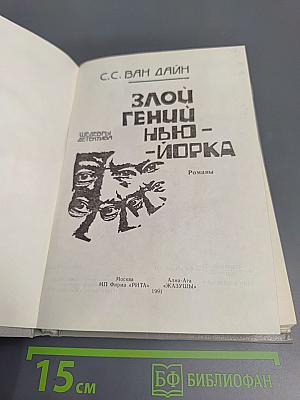 С.С. ВАН ДАЙН
ЗЛОЙ
ГЕНИЙ
НЬЮ-
-ЙОРКА
ШЕДЕВРЫ
ДЕТЕКТИВА
Романы
Москва Алма-Ата
МП Фирма «РИТА» «ЖАЗУШЫ»
1991
15 см
БФ БИБЛИОФАН